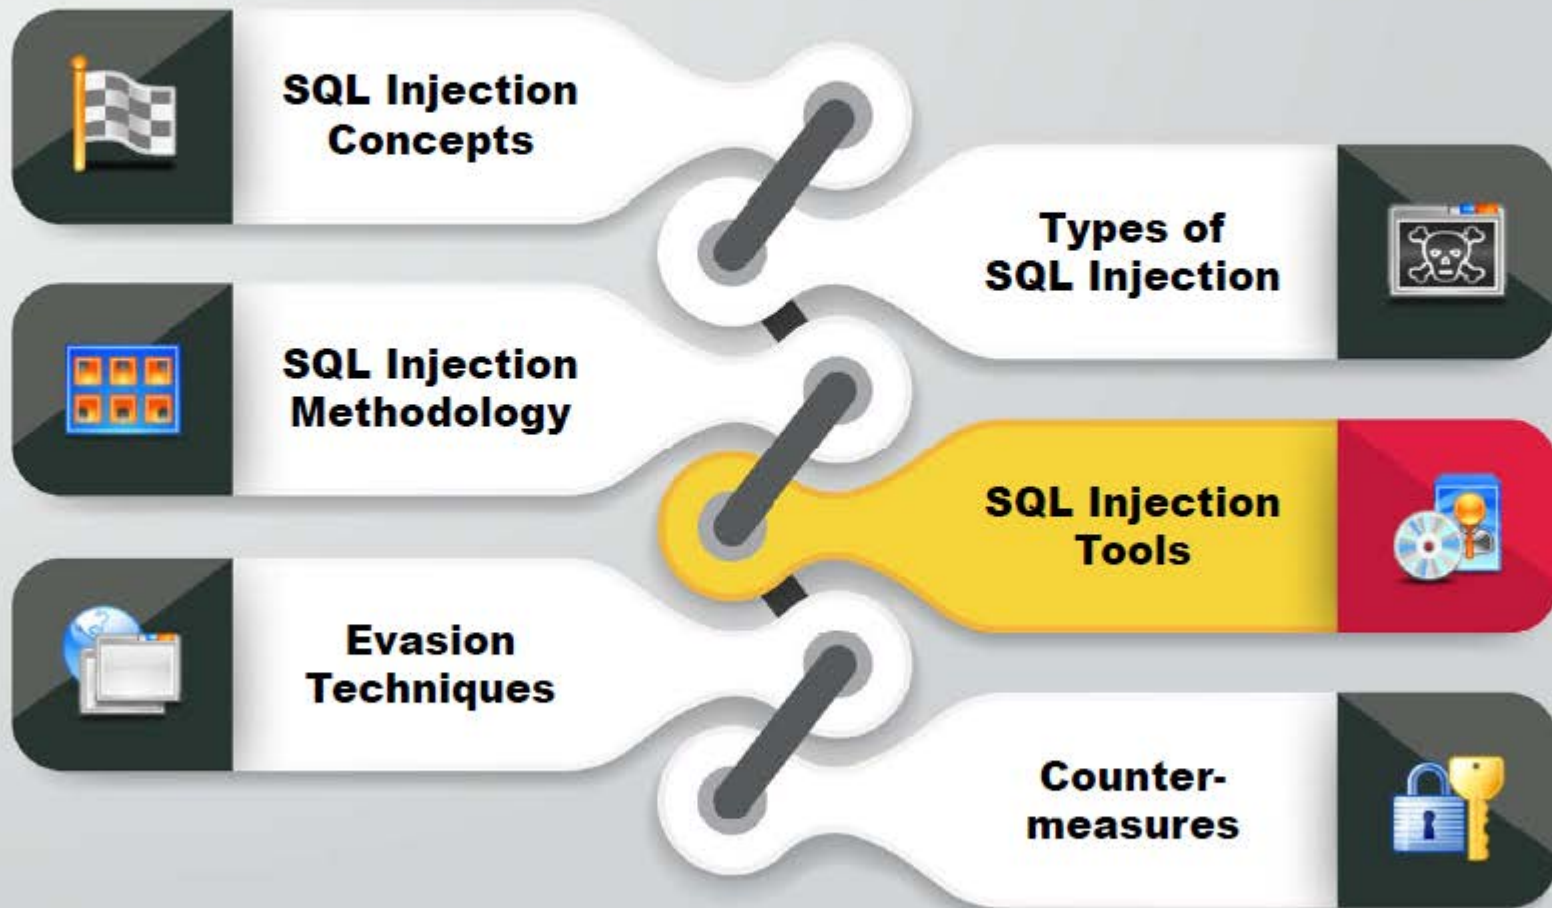 SQL Injection
Concepts
Types of
SQL Injection
SQL Injection
Methodology
SQL Injection
Tools
Evasion
Techniques
Counter-
measures